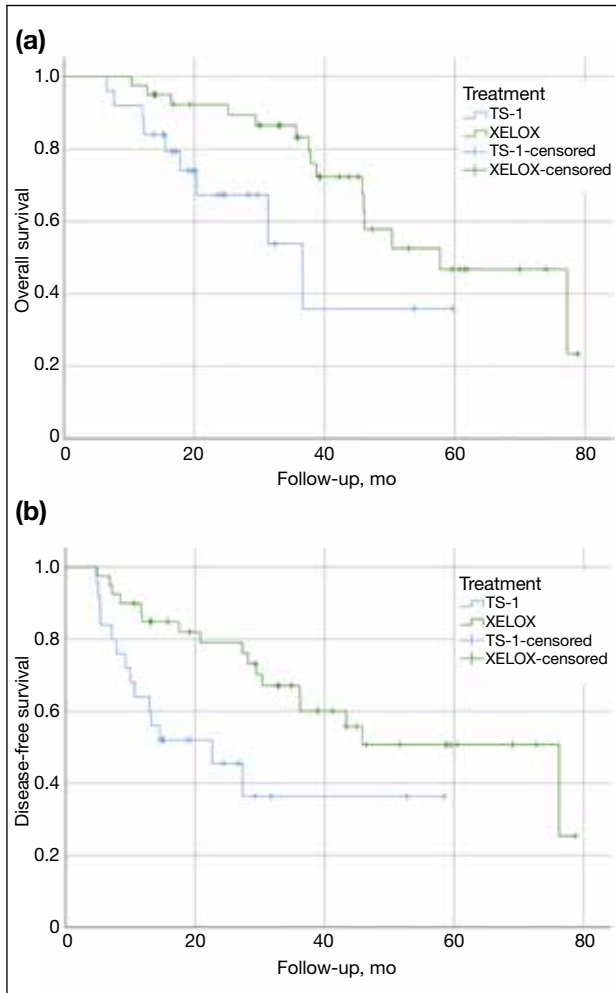 (a)
1.0
0.8
0.6
0.4
0.2
0
Overall survival
Treatment
TS-1
XELOX
TS-1-censored
XELOX-censored
0 20 40 60 80
Follow-up, mo
(b)
1.0
0.8
0.6
0.4
0.2
0
Disease-free survival
Treatment
TS-1
XELOX
TS-1-censored
XELOX-censored
0 20 40 60 80
Follow-up, mo